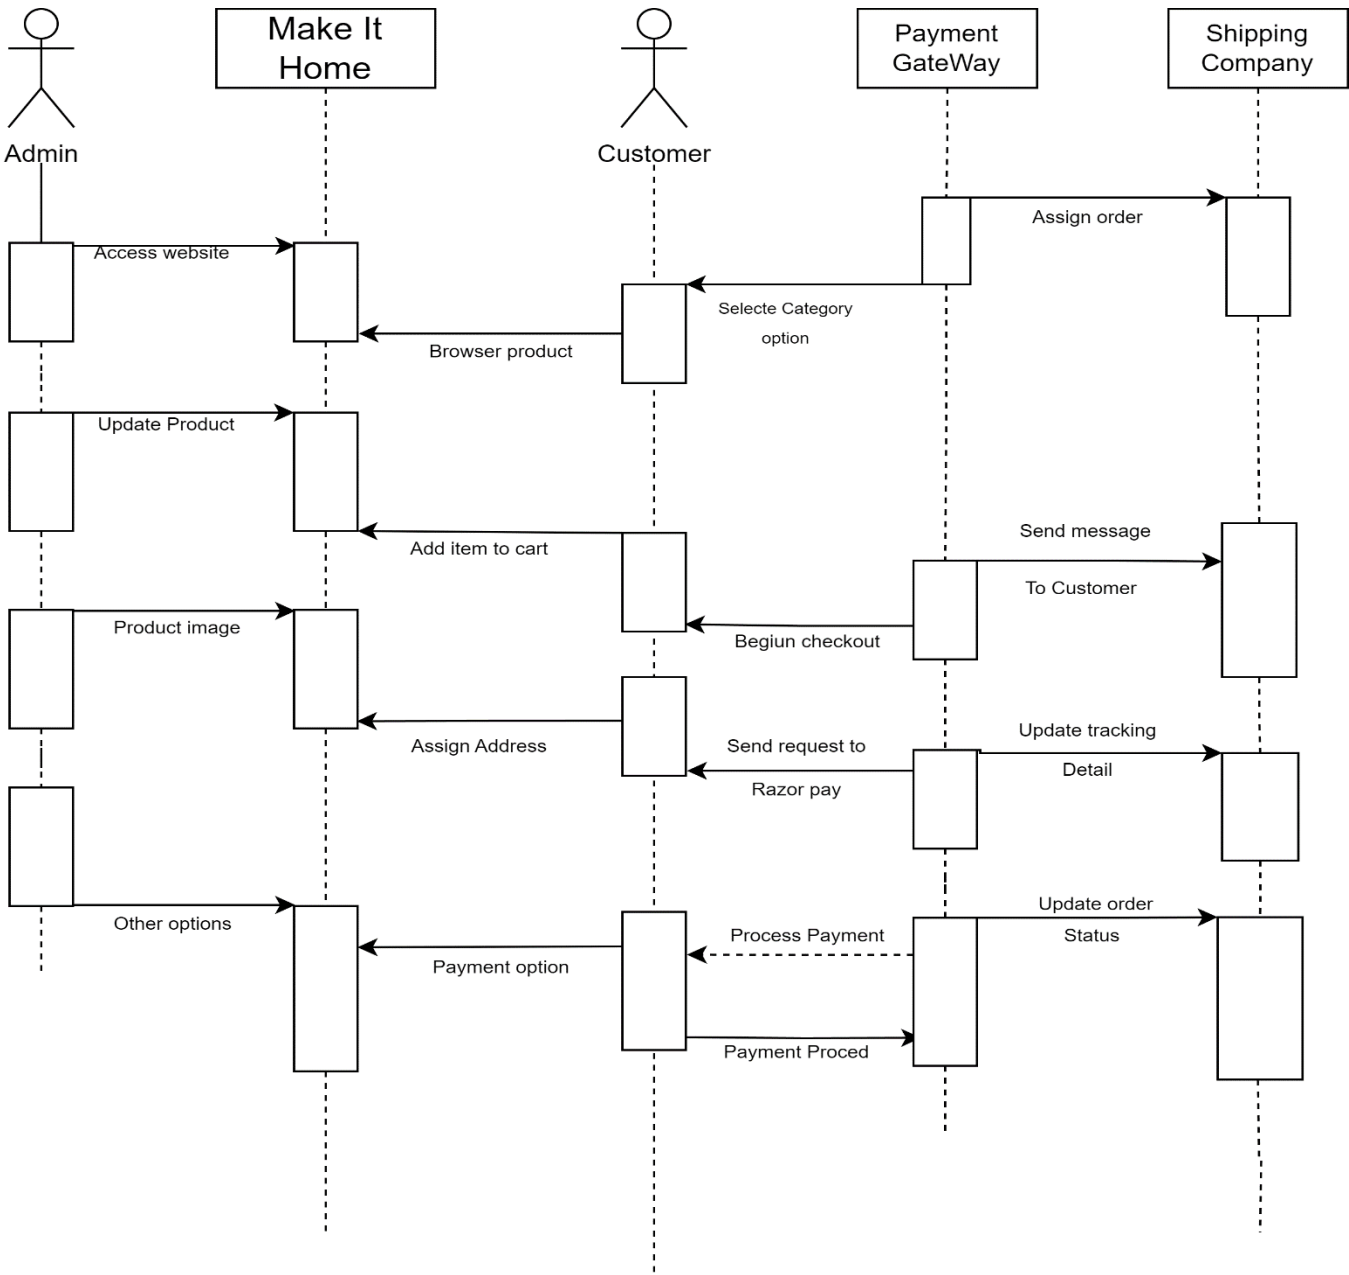 Make It
Home
Payment
GateWay
Shipping
Company
Admin
Customer
Assign order
Access website
Selecte Category
option
Browser product
Update Product
Send message
Add item to cart
To Customer
Product image
Begiun checkout
Update tracking
Assign Address
Send request to
Detail
Razor pay
Update order
Other options
Process Payment
Status
Payment option
Payment Proced